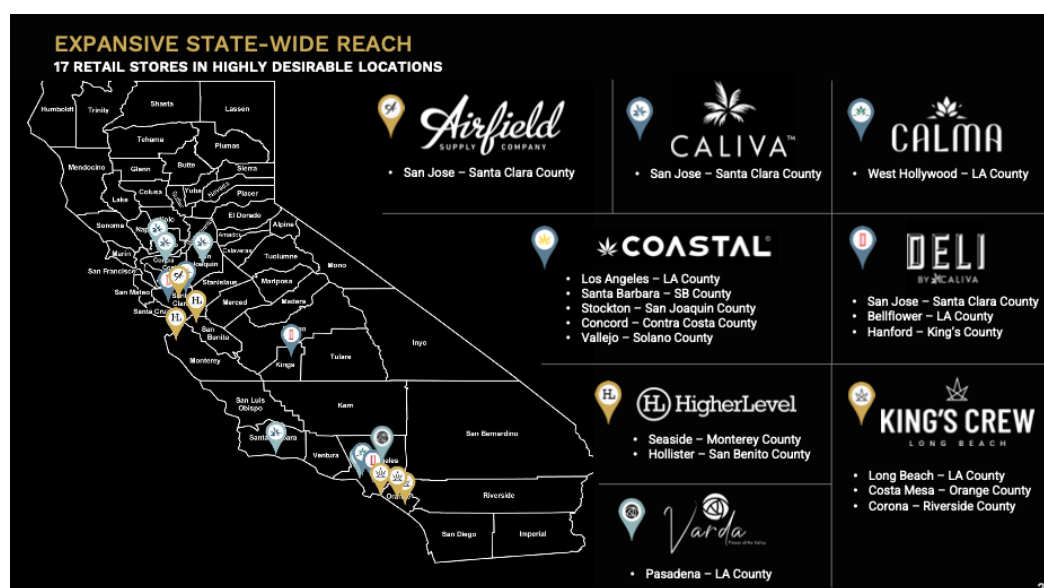 EXPANSIVE STATE-WIDE REACH
17 RETAIL STORES IN HIGHLY DESIRABLE LOCATIONS
Airfield
SUPPLY COMPANY
• San Jose – Santa Clara County
CALIVA™
• San Jose – Santa Clara County
CALMA
• West Hollywood – LA County
COASTAL
• Los Angeles – LA County
• Santa Barbara – SB County
• Stockton – San Joaquin County
• Concord – Contra Costa County
• Vallejo – Solano County
DELI
BY CALIVA
• San Jose – Santa Clara County
• Bellflower – LA County
• Hanford – King's County
HL HigherLevel
• Seaside – Monterey County
• Hollister – San Benito County
KING'S CREW
LONG BEACH
• Long Beach – LA County
• Costa Mesa – Orange County
• Corona – Riverside County
Varda
• Pasadena – LA County
Humboldt
Trinity
Shasta
Lassen
Tehama
Plumas
Mendocino
Glenn
Butte
Sierra
Nevada
Lake
Colusa
Yuba
Placer
El Dorado
Sonoma
Alpine
Calaveras
Marin
Tuolumne
Mono
San Francisco
Stanislaus
Mariposa
San Mateo
Merced
Madera
Santa Cruz
San
Benito
Inyo
Monterey
Kings
Tulare
San Luis
Obispo
Kern
San Bernardino
Ventura
Riverside
San Diego
Imperial
HL
HL
HL